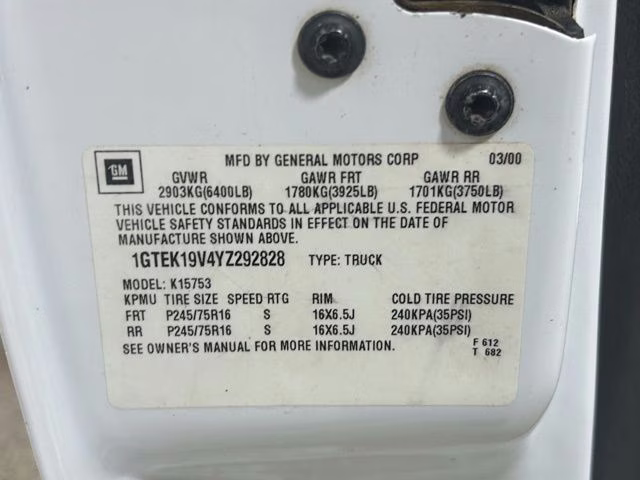 GM
MFD BY GENERAL MOTORS CORP 03/00
GVWR GAWR FRT GAWR RR
2903KG(6400LB) 1780KG(3925LB) 1701KG(3750LB)
THIS VEHICLE CONFORMS TO ALL APPLICABLE U.S. FEDERAL MOTOR
VEHICLE SAFETY STANDARDS IN EFFECT ON THE DATE OF
MANUFACTURE SHOWN ABOVE.
1GTEK19V4YZ292828 TYPE: TRUCK
MODEL: K15753
KPMU TIRE SIZE SPEED RTG RIM COLD TIRE PRESSURE
FRT P245/75R16 S 16X6.5J 240KPA(35PSI)
RR P245/75R16 S 16X6.5J 240KPA(35PSI)
SEE OWNER'S MANUAL FOR MORE INFORMATION. F 612
T 682